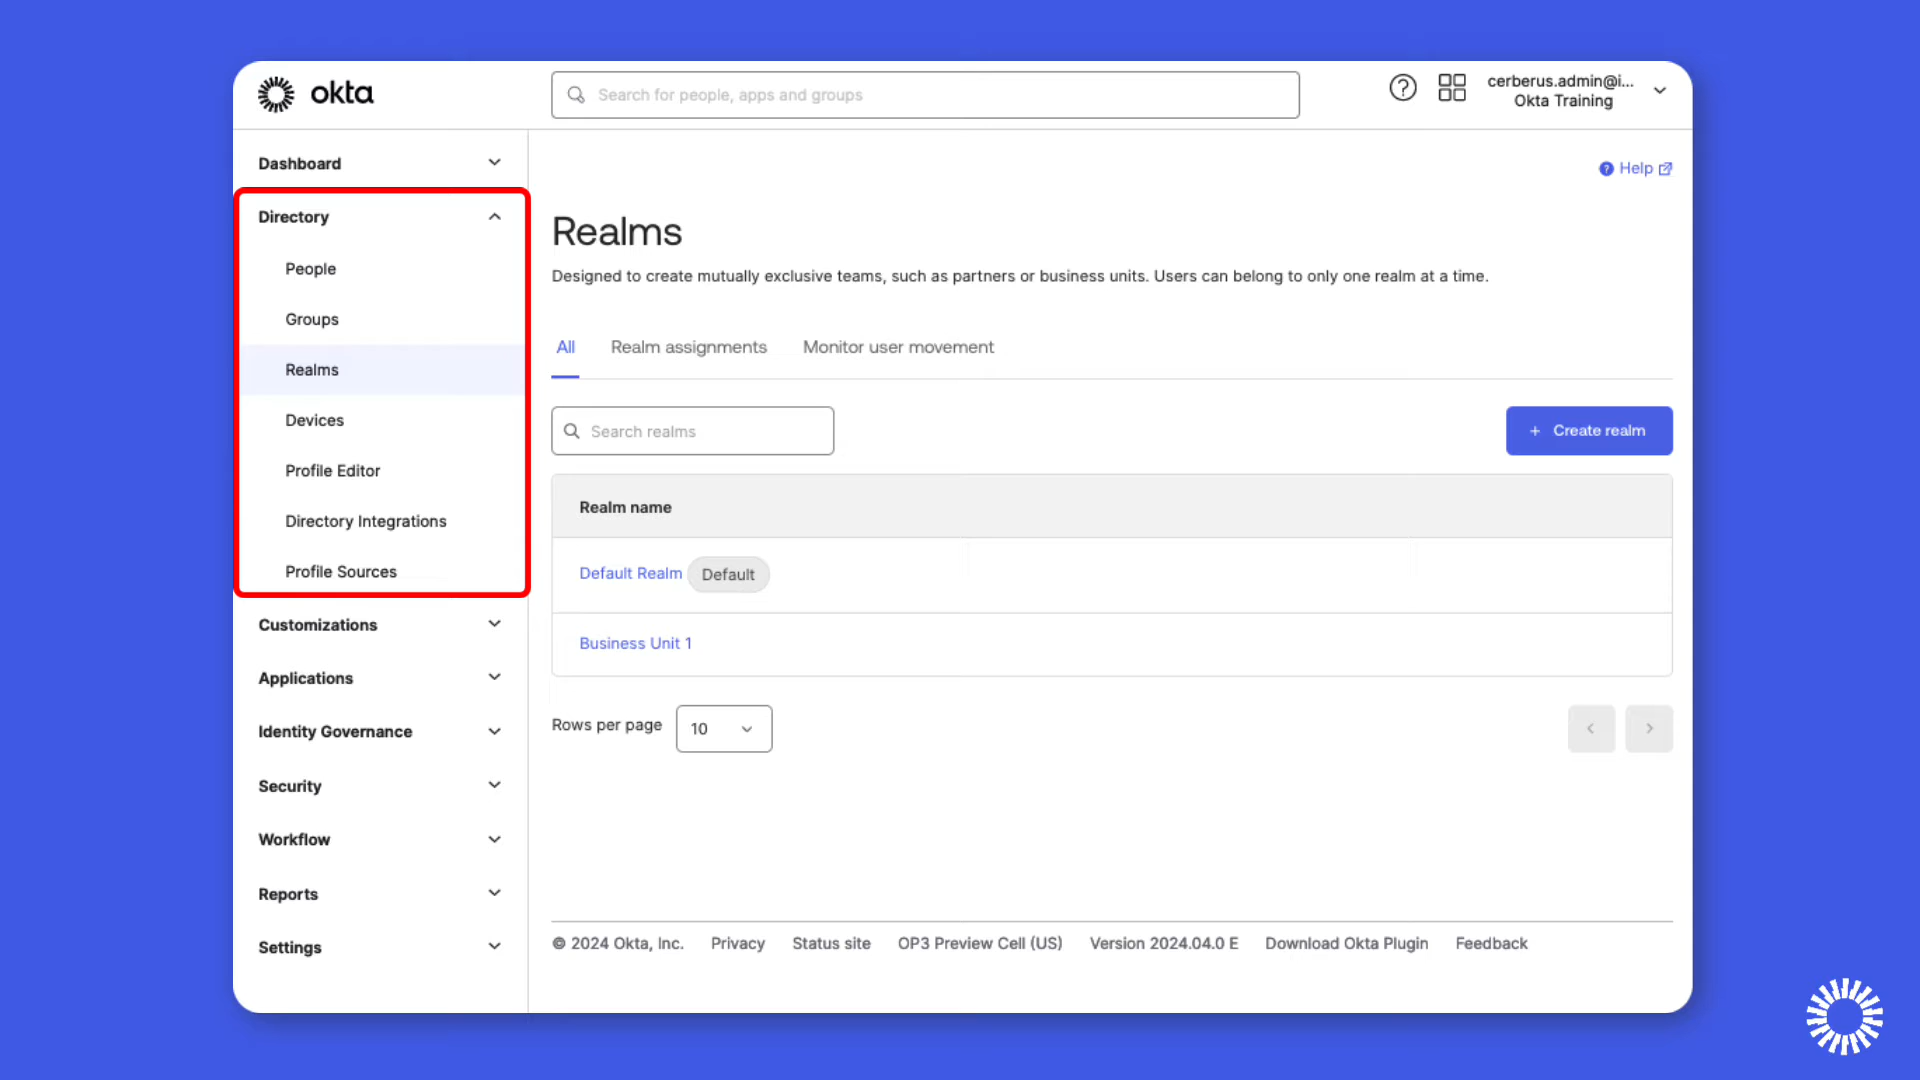 okta
Search for people, apps and groups
cerberus.admin@i...
Okta Training
Dashboard
Directory
People
Groups
Realms
Devices
Profile Editor
Directory Integrations
Profile Sources
Customizations
Applications
Identity Governance
Security
Workflow
Reports
Settings
Help
Realms
Designed to create mutually exclusive teams, such as partners or business units. Users can belong to only one realm at a time.
All Realm assignments Monitor user movement
Search realms
+ Create realm
Realm name
Default Realm Default
Business Unit 1
Rows per page 10
© 2024 Okta, Inc. Privacy Status site OP3 Preview Cell (US) Version 2024.04.0 E Download Okta Plugin Feedback